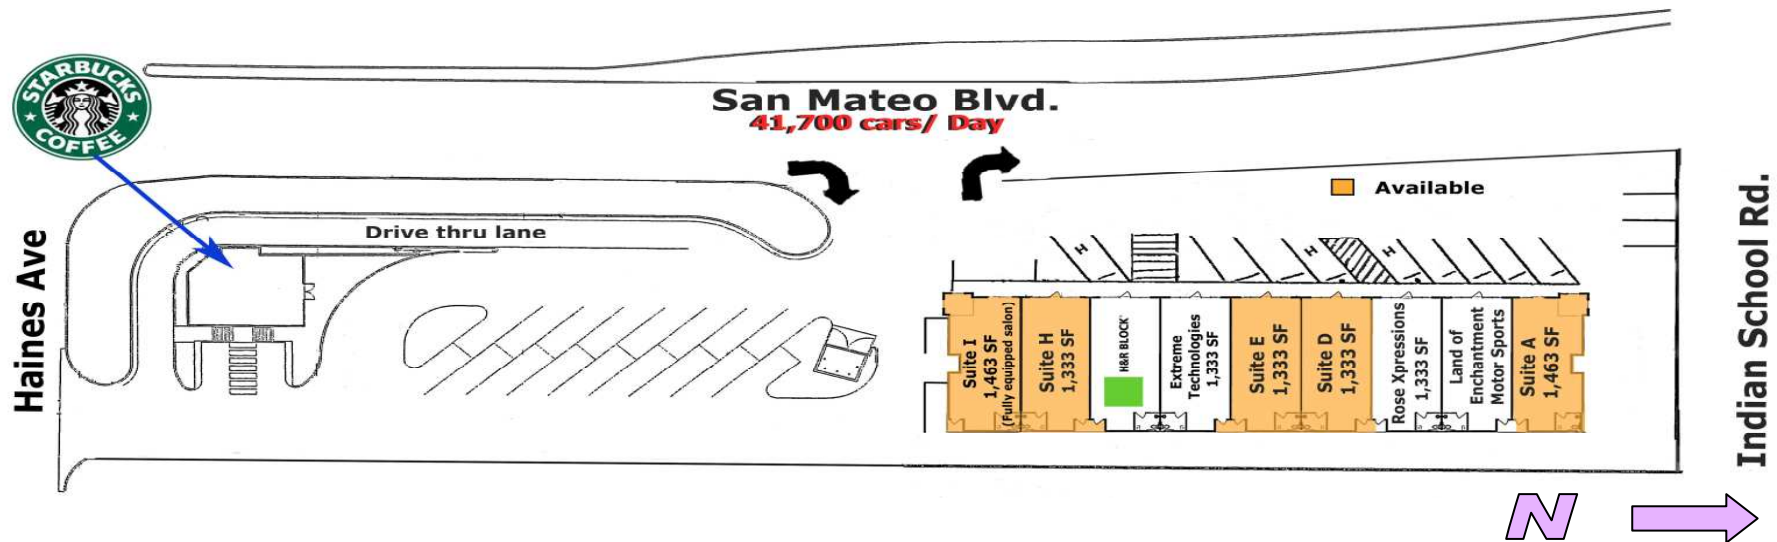 STARBUCKS
COFFEE
San Mateo Blvd.
41,700 cars/ Day
Available
Drive thru lane
Haines Ave
Indian School Rd.
H
H
H
Suite I
1,463 SF
(Fully equipped salon)
Suite H
1,333 SF
H&R BLOCK
Extreme
Technologies
1,333 SF
Suite E
1,333 SF
Suite D
1,333 SF
Rose Xpressions
1,333 SF
Land of
Enchantment
Motor Sports
Suite A
1,463 SF
N